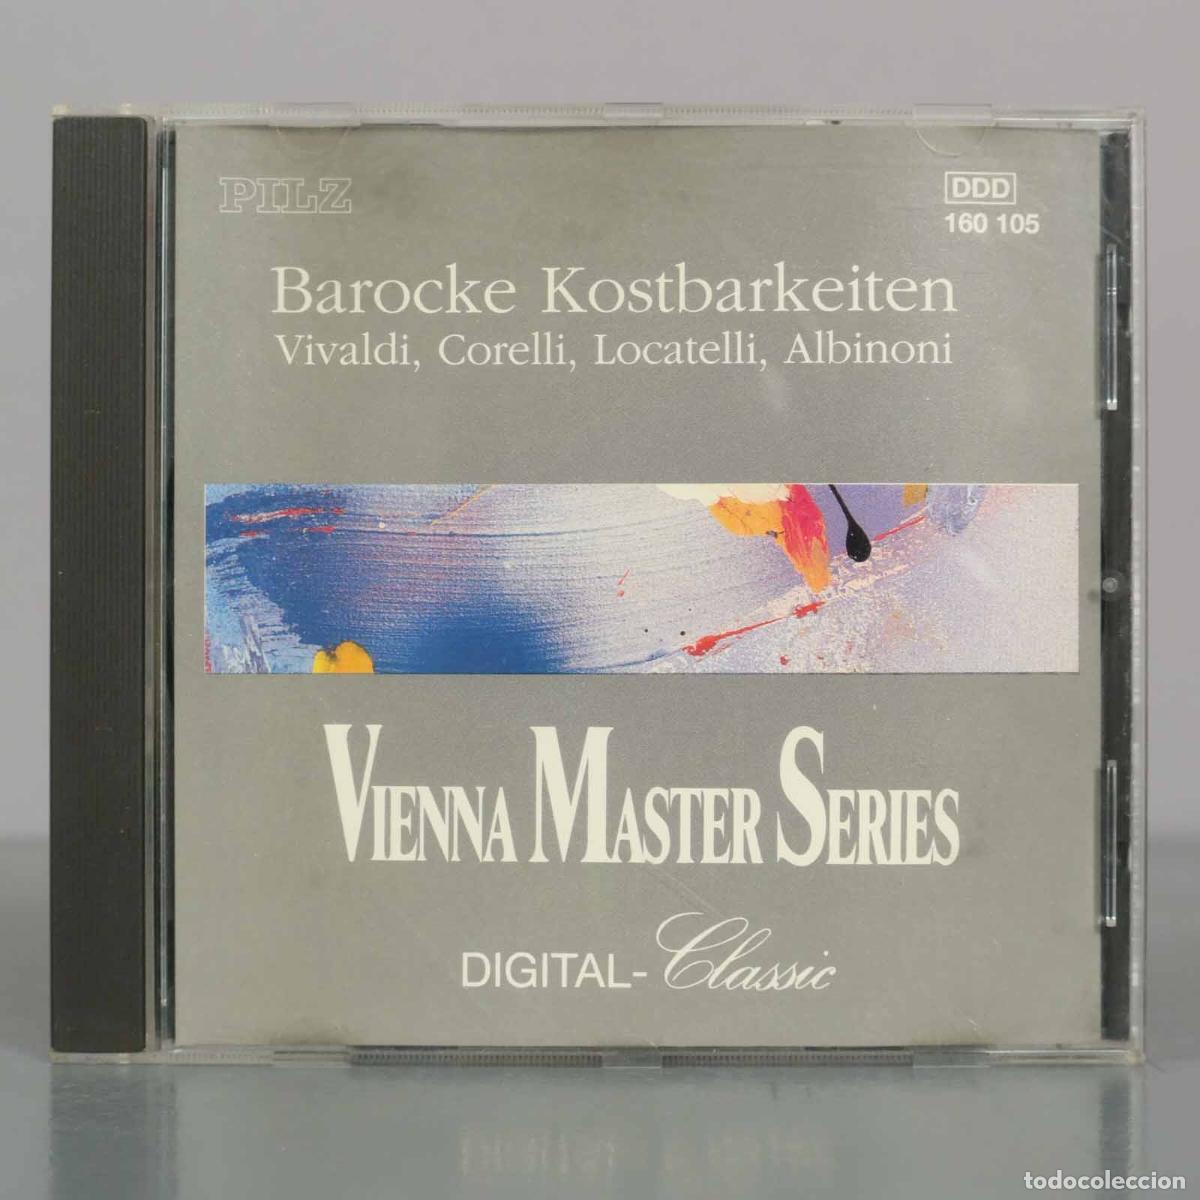 PILZ
DDD
160 105
Barocke Kostbarkeiten
Vivaldi, Corelli, Locatelli, Albinoni
VIENNA MASTER SERIES
DIGITAL-Classic
todocoleccion